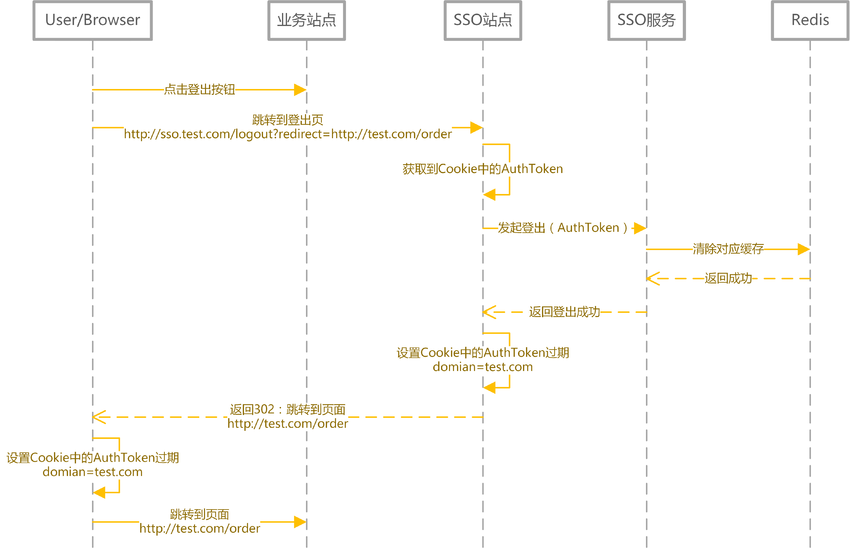 User/Browser
业务站点
SSO站点
SSO服务
Redis
点击登出按钮
跳转到登出页
http://sso.test.com/logout?redirect=http://test.com/order
获取到Cookie中的AuthToken
发起登出（AuthToken）
清除对应缓存
返回成功
返回登出成功
设置Cookie中的AuthToken过期
domian=test.com
返回302：跳转到页面
http://test.com/order
设置Cookie中的AuthToken过期
domian=test.com
跳转到页面
http://test.com/order